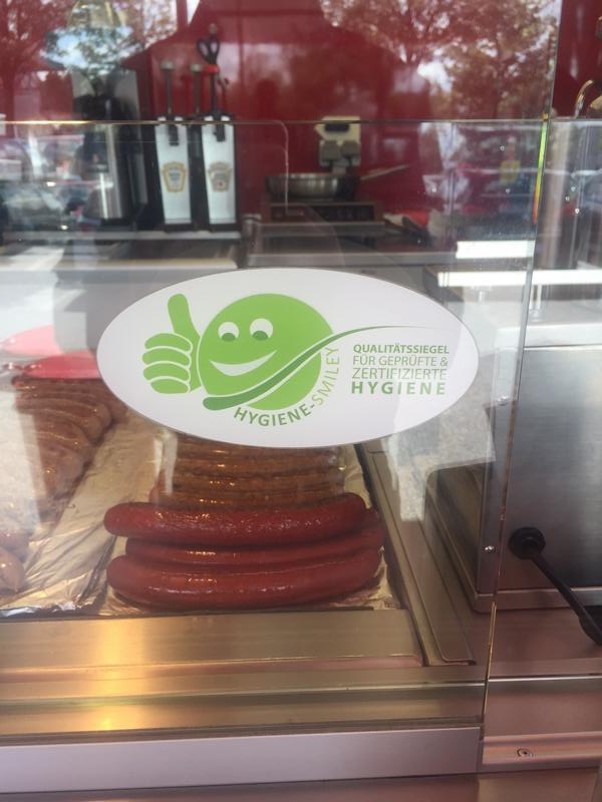 HYGIENE-SMILEY
QUALITÄTSSIEGEL
FÜR GEPRÜFTE &
ZERTIFIZIERTE
HYGIENE